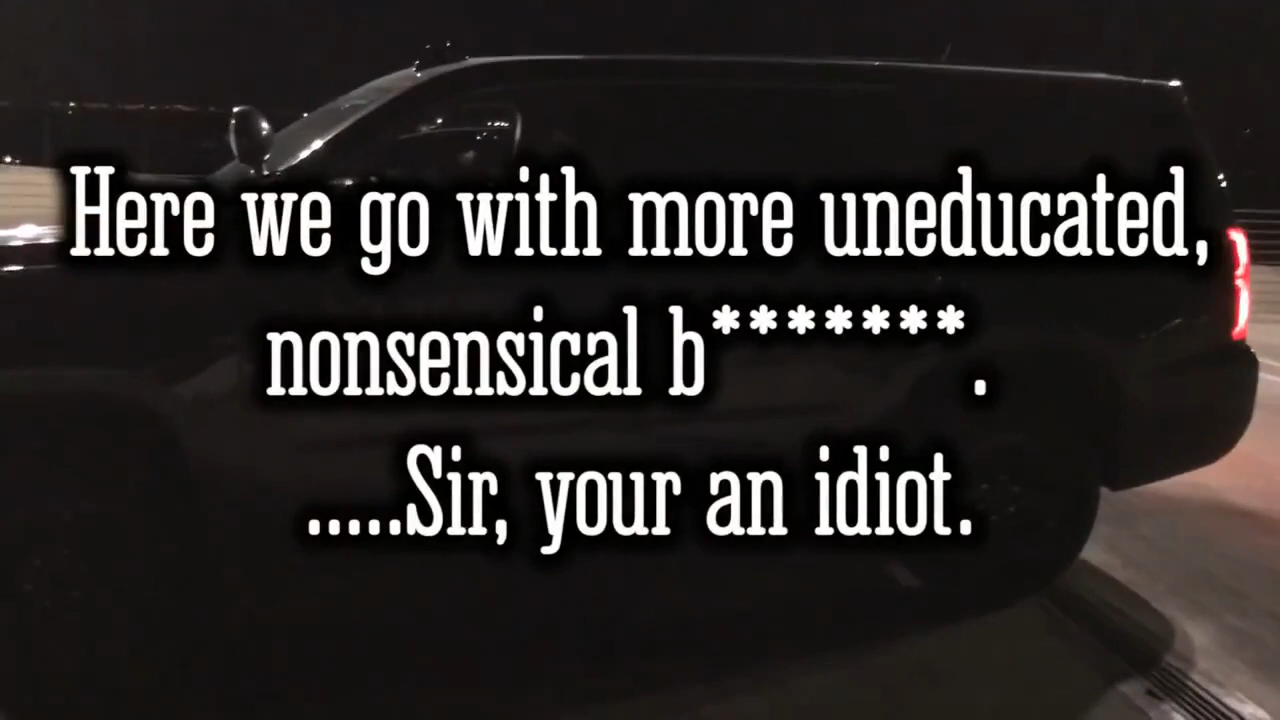 Here we go with more uneducated,
nonsensical b*******.
.....Sir, your an idiot.